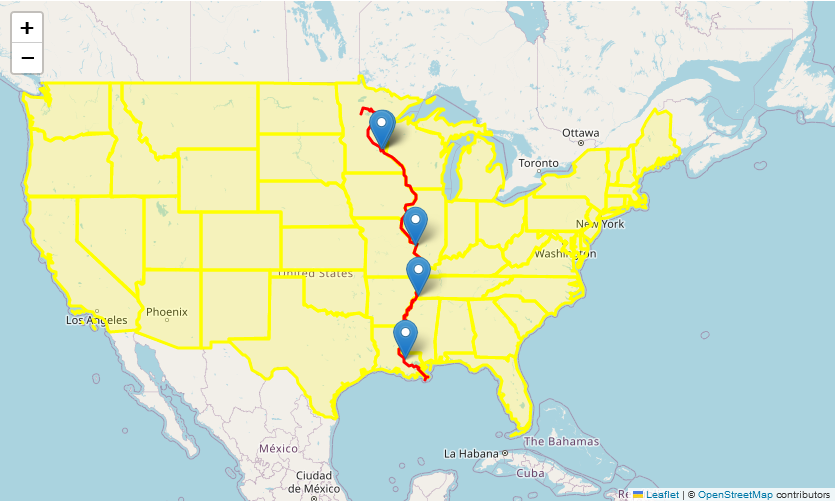 +
−
Ottawa
Toronto
New York
Washington
United States
Phoenix
Los Angeles
México
Ciudad
de México
La Habana
The Bahamas
Cuba
Leaflet | © OpenStreetMap contributors